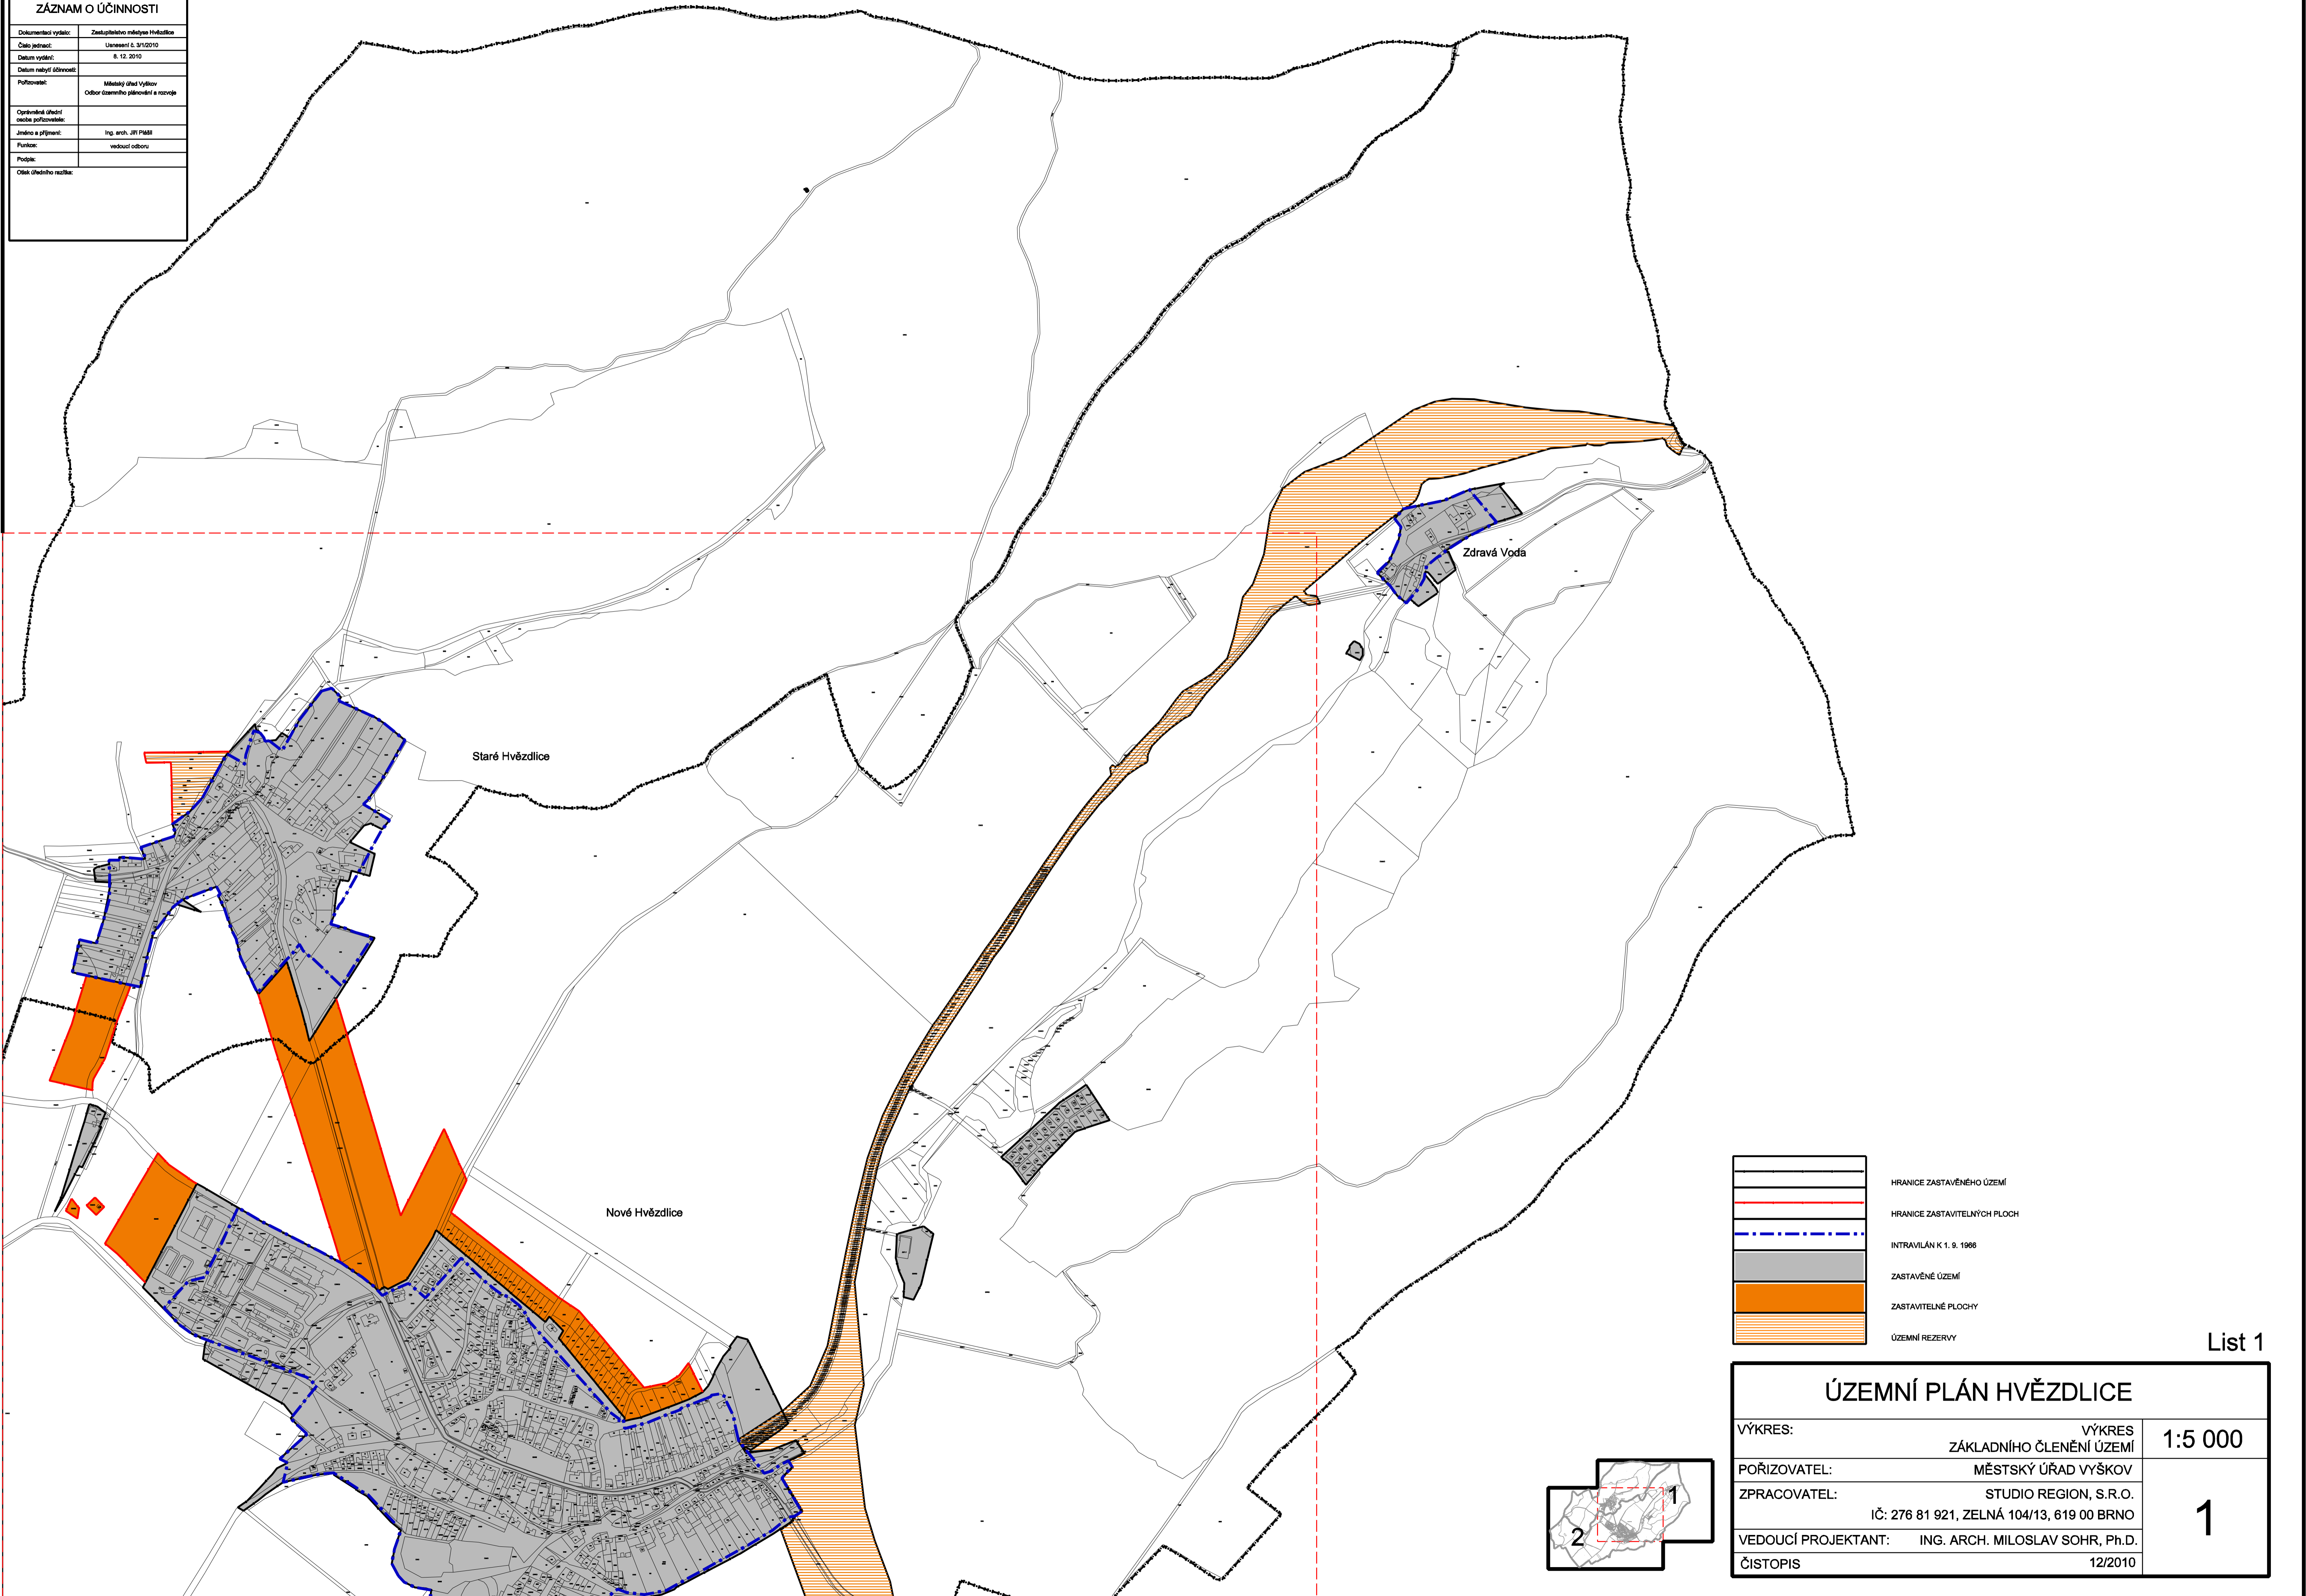 ZÁZNAM O ÚČINNOSTI
Dokumentaci vydalo: Zastupitelstvo městyse Hvězdlice
Číslo jednací: Usnesení č. 3/1/2010
Datum vydání: 8. 12. 2010
Datum nabytí účinnosti:
Pořizovatel: Městský úřad Vyškov
Odbor územního plánování a rozvoje
Oprávněná úřední
osoba pořizovatele:
Jméno a příjmení: Ing. arch. Jiří Plášil
Funkce: vedoucí odboru
Podpis:
Otisk úředního razítka:
Zdravá Voda
Staré Hvězdlice
Nové Hvězdlice
HRANICE ZASTAVĚNÉHO ÚZEMÍ
HRANICE ZASTAVITELNÝCH PLOCH
INTRAVILÁN K 1. 9. 1966
ZASTAVĚNÉ ÚZEMÍ
ZASTAVITELNÉ PLOCHY
ÚZEMNÍ REZERVY
List 1
ÚZEMNÍ PLÁN HVĚZDLICE
VÝKRES: VÝKRES
ZÁKLADNÍHO ČLENĚNÍ ÚZEMÍ
1:5 000
POŘIZOVATEL: MĚSTSKÝ ÚŘAD VYŠKOV
ZPRACOVATEL: STUDIO REGION, S.R.O.
IČ: 276 81 921, ZELNÁ 104/13, 619 00 BRNO
1
VEDOUCÍ PROJEKTANT: ING. ARCH. MILOSLAV SOHR, Ph.D.
ČISTOPIS 12/2010
1
2